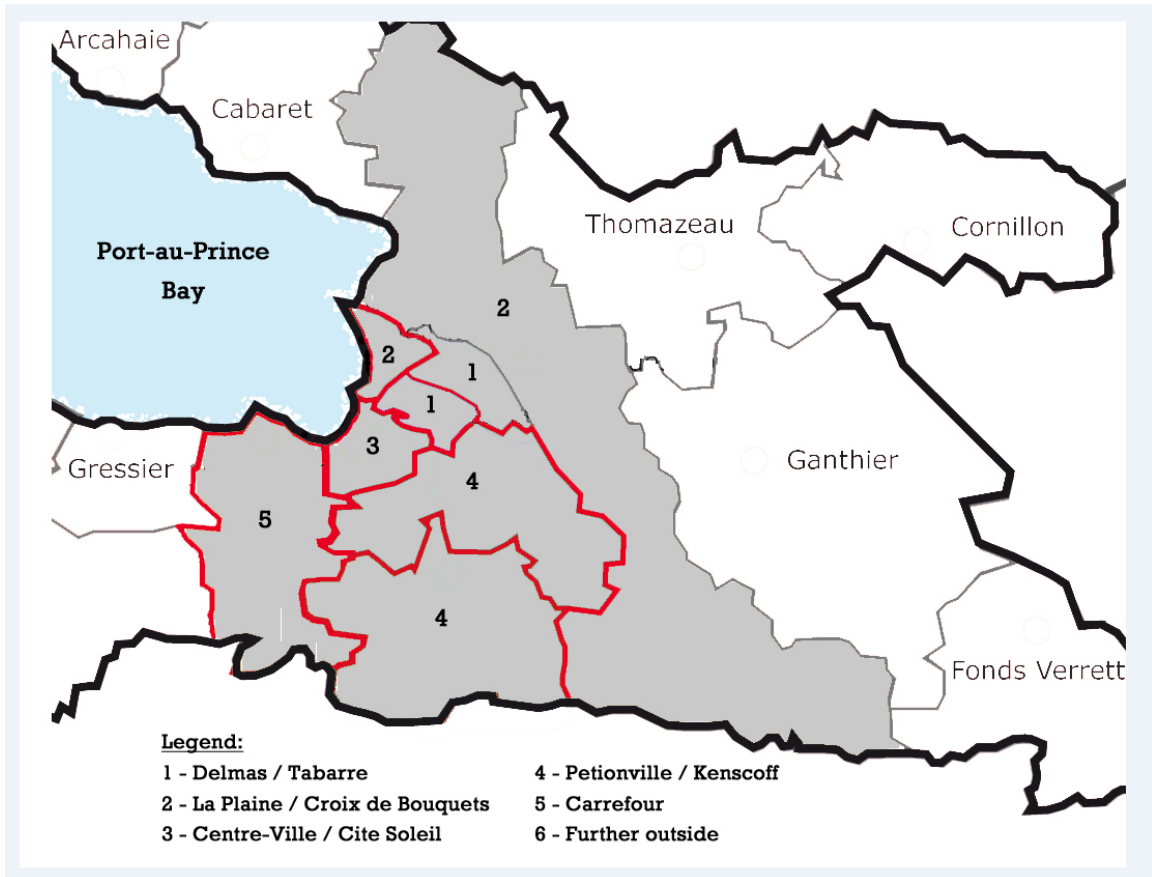 Arcahaie
Cabaret
Thomazeau
Cornillon
Port-au-Prince
Bay
2
2
1
1
3
Gressier
Ganthier
4
5
4
Fonds Verrett
Legend:
1 - Delmas / Tabarre
2 - La Plaine / Croix de Bouquets
3 - Centre-Ville / Cite Soleil
4 - Petionville / Kenscoff
5 - Carrefour
6 - Further outside